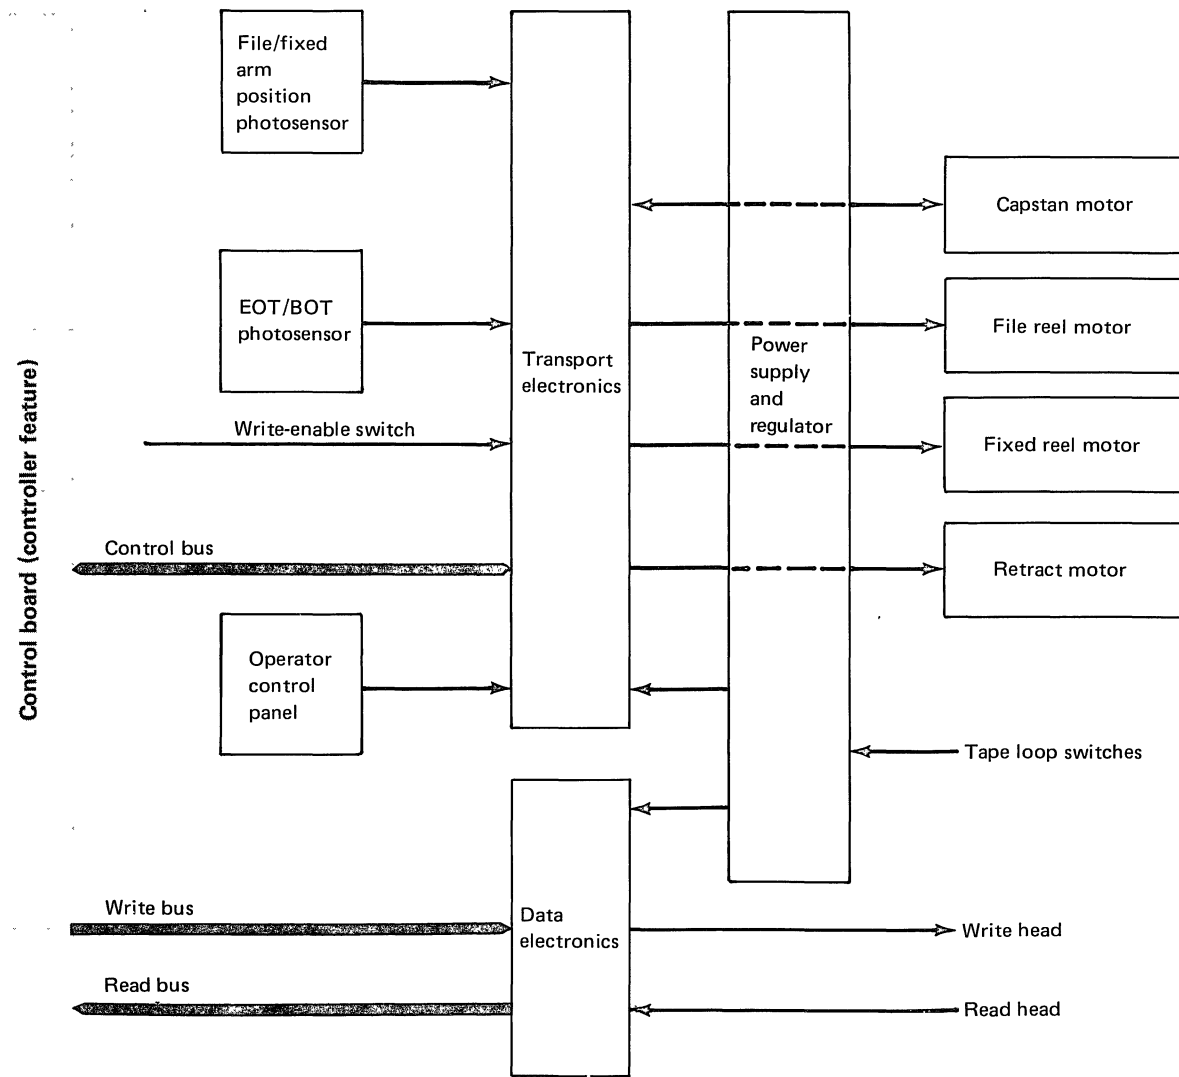 File/fixed
arm
position
photosensor
Capstan motor
EOT/BOT
photosensor
File reel motor
Transport
electronics
Power
supply
and
regulator
Write-enable switch
Fixed reel motor
Control bus
Retract motor
Control board (controller feature)
Operator
control
panel
Tape loop switches
Write bus
Data
electronics
Write head
Read bus
Read head